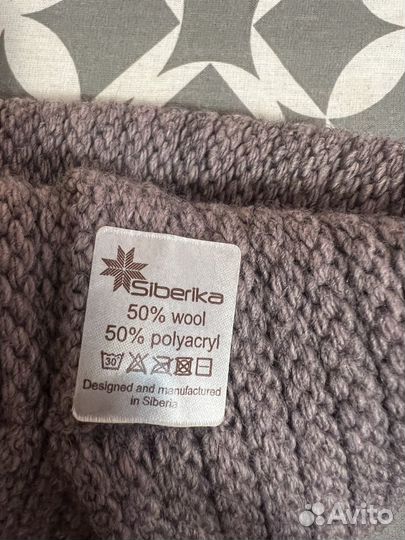 Siberika
50% wool
50% polyacryl
30°
Designed and manufactured
in Siberia
Avito